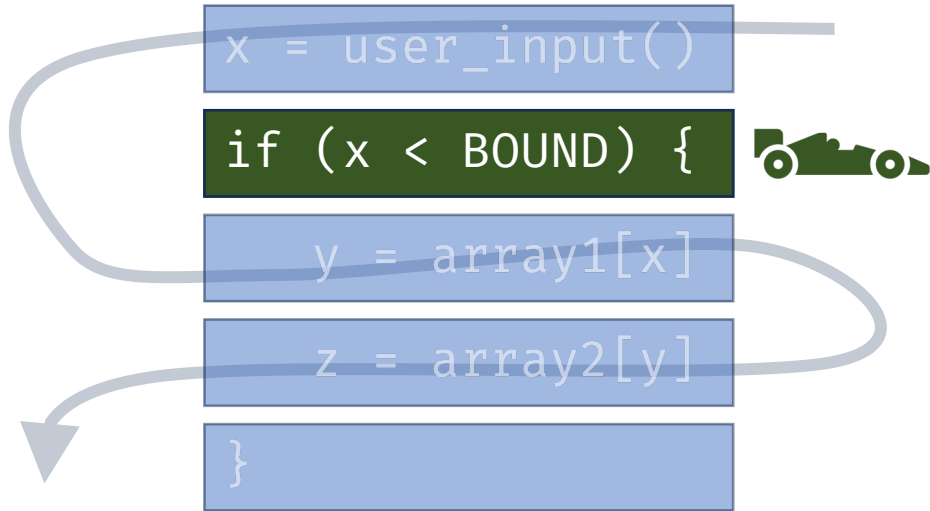 x = user_input()
if (x < BOUND) {
y = array1[x]
z = array2[y]
}